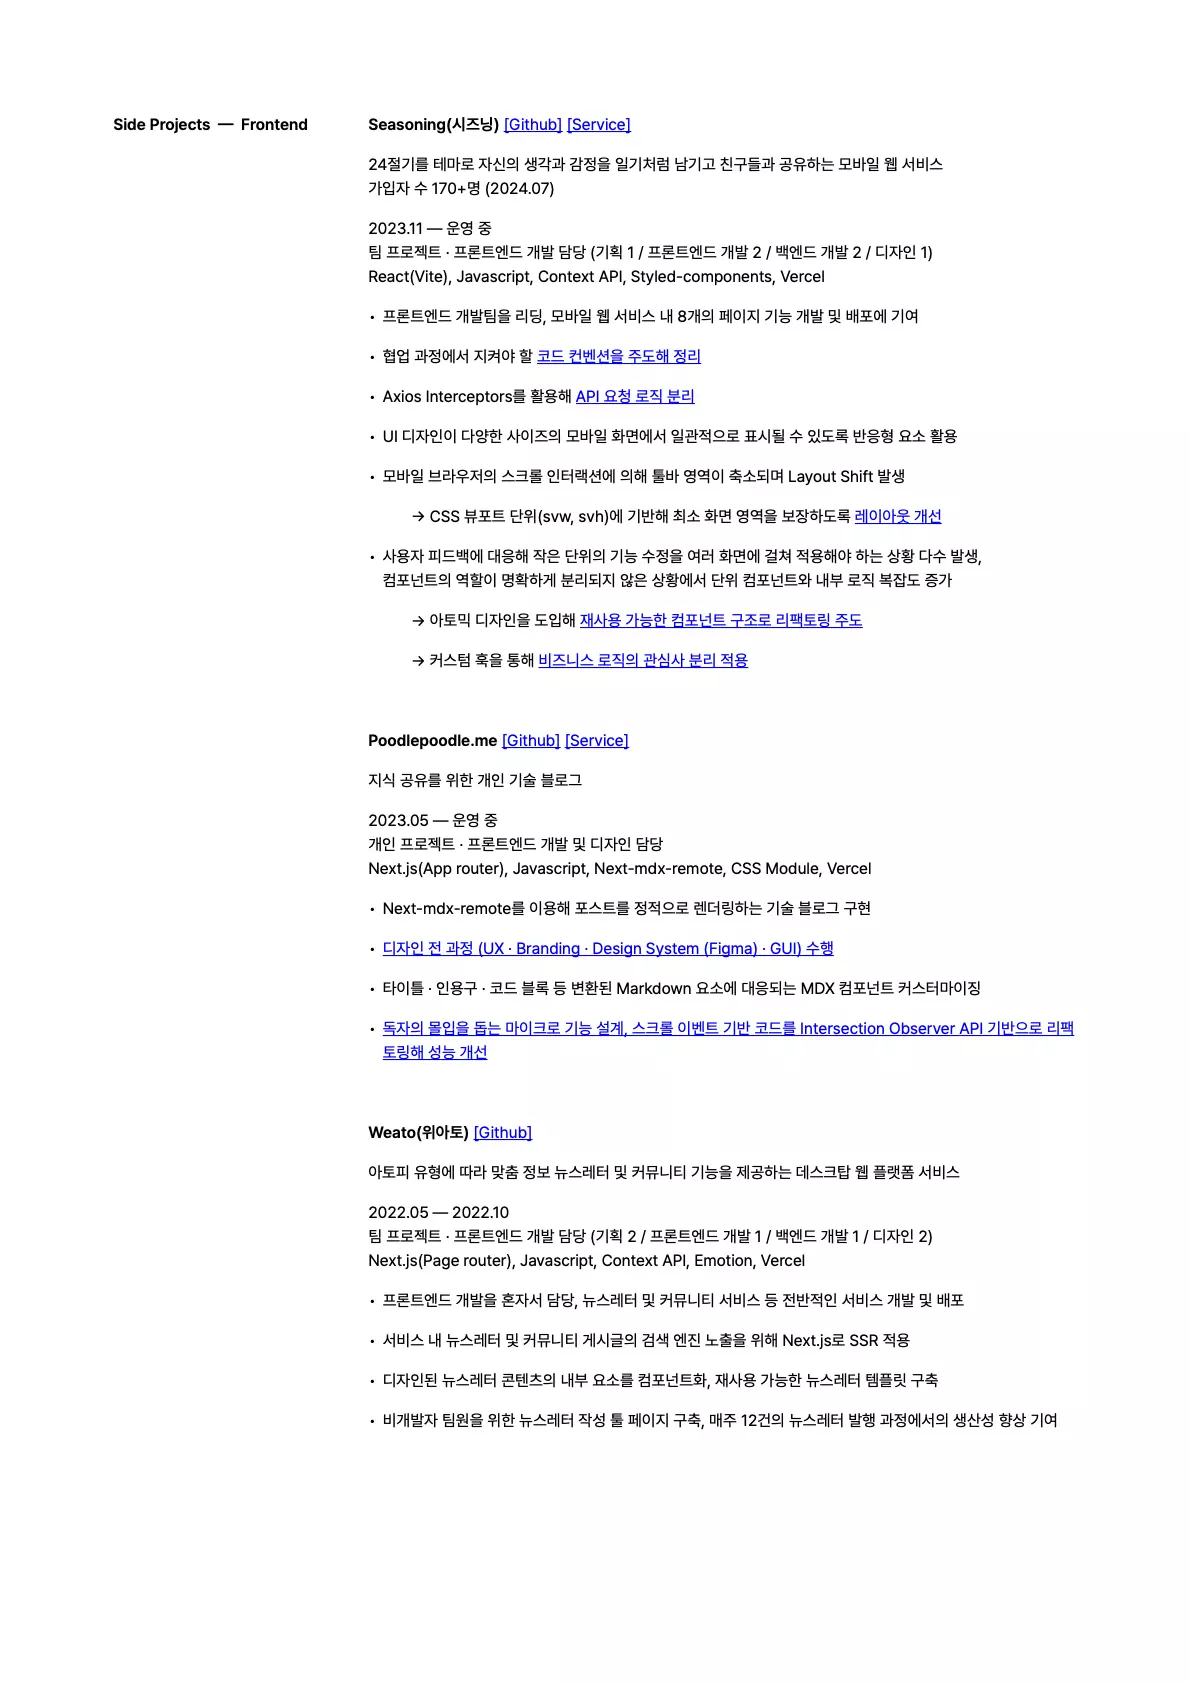 Side Projects — Frontend
Seasoning(시즈닝) [Github] [Service]
24절기를 테마로 자신의 생각과 감정을 일기처럼 남기고 친구들과 공유하는 모바일 웹 서비스
가입자 수 170+명 (2024.07)
2023.11 — 운영 중
팀 프로젝트 · 프론트엔드 개발 담당 (기획 1 / 프론트엔드 개발 2 / 백엔드 개발 2 / 디자인 1)
React(Vite), Javascript, Context API, Styled-components, Vercel
• 프론트엔드 개발팀을 리딩, 모바일 웹 서비스 내 8개의 페이지 기능 개발 및 배포에 기여
• 협업 과정에서 지켜야 할 코드 컨벤션을 주도해 정리
• Axios Interceptors를 활용해 API 요청 로직 분리
• UI 디자인이 다양한 사이즈의 모바일 화면에서 일관적으로 표시될 수 있도록 반응형 요소 활용
• 모바일 브라우저의 스크롤 인터랙션에 의해 툴바 영역이 축소되며 Layout Shift 발생
→ CSS 뷰포트 단위(svw, svh)에 기반해 최소 화면 영역을 보장하도록 레이아웃 개선
• 사용자 피드백에 대응해 작은 단위의 기능 수정을 여러 화면에 걸쳐 적용해야 하는 상황 다수 발생,
컴포넌트의 역할이 명확하게 분리되지 않은 상황에서 단위 컴포넌트와 내부 로직 복잡도 증가
→ 아토믹 디자인을 도입해 재사용 가능한 컴포넌트 구조로 리팩토링 주도
→ 커스텀 훅을 통해 비즈니스 로직의 관심사 분리 적용
Poodlepoodle.me [Github] [Service]
지식 공유를 위한 개인 기술 블로그
2023.05 — 운영 중
개인 프로젝트 · 프론트엔드 개발 및 디자인 담당
Next.js(App router), Javascript, Next-mdx-remote, CSS Module, Vercel
• Next-mdx-remote를 이용해 포스트를 정적으로 렌더링하는 기술 블로그 구현
• 디자인 전 과정 (UX · Branding · Design System (Figma) · GUI) 수행
• 타이틀 · 인용구 · 코드 블록 등 변환된 Markdown 요소에 대응되는 MDX 컴포넌트 커스터마이징
• 독자의 몰입을 돕는 마이크로 기능 설계, 스크롤 이벤트 기반 코드를 Intersection Observer API 기반으로 리팩
토링해 성능 개선
Weato(위아토) [Github]
아토피 유형에 따라 맞춤 정보 뉴스레터 및 커뮤니티 기능을 제공하는 데스크탑 웹 플랫폼 서비스
2022.05 — 2022.10
팀 프로젝트 · 프론트엔드 개발 담당 (기획 2 / 프론트엔드 개발 1 / 백엔드 개발 1 / 디자인 2)
Next.js(Page router), Javascript, Context API, Emotion, Vercel
• 프론트엔드 개발을 혼자서 담당, 뉴스레터 및 커뮤니티 서비스 등 전반적인 서비스 개발 및 배포
• 서비스 내 뉴스레터 및 커뮤니티 게시글의 검색 엔진 노출을 위해 Next.js로 SSR 적용
• 디자인된 뉴스레터 콘텐츠의 내부 요소를 컴포넌트화, 재사용 가능한 뉴스레터 템플릿 구축
• 비개발자 팀원을 위한 뉴스레터 작성 툴 페이지 구축, 매주 12건의 뉴스레터 발행 과정에서의 생산성 향상 기여